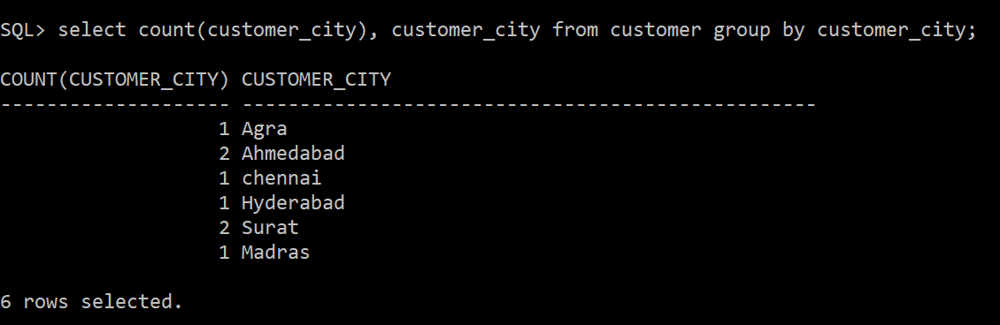 SQL> select count(customer_city), customer_city from customer group by customer_city;
COUNT(CUSTOMER_CITY) CUSTOMER_CITY
-------------------- --------------------------------------------------
1 Agra
2 Ahmedabad
1 chennai
1 Hyderabad
2 Surat
1 Madras
6 rows selected.